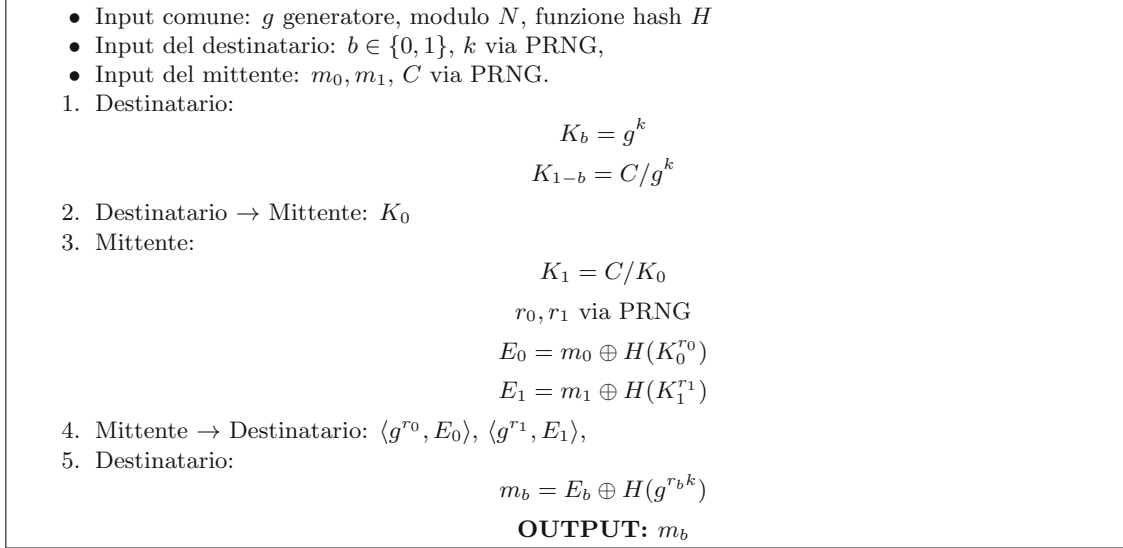 • Input comune: g generatore, modulo N, funzione hash H
• Input del destinatario: b ∈ {0, 1}, k via PRNG,
• Input del mittente: m₀, m₁, C via PRNG.
1. Destinatario:
K_b = g^k
K_{1−b} = C/g^k
2. Destinatario → Mittente: K₀
3. Mittente:
K₁ = C/K₀
r₀, r₁ via PRNG
E₀ = m₀ ⊕ H(K₀^{r₀})
E₁ = m₁ ⊕ H(K₁^{r₁})
4. Mittente → Destinatario: ⟨g^{r₀}, E₀⟩, ⟨g^{r₁}, E₁⟩,
5. Destinatario:
m_b = E_b ⊕ H(g^{r_b k})
OUTPUT: m_b